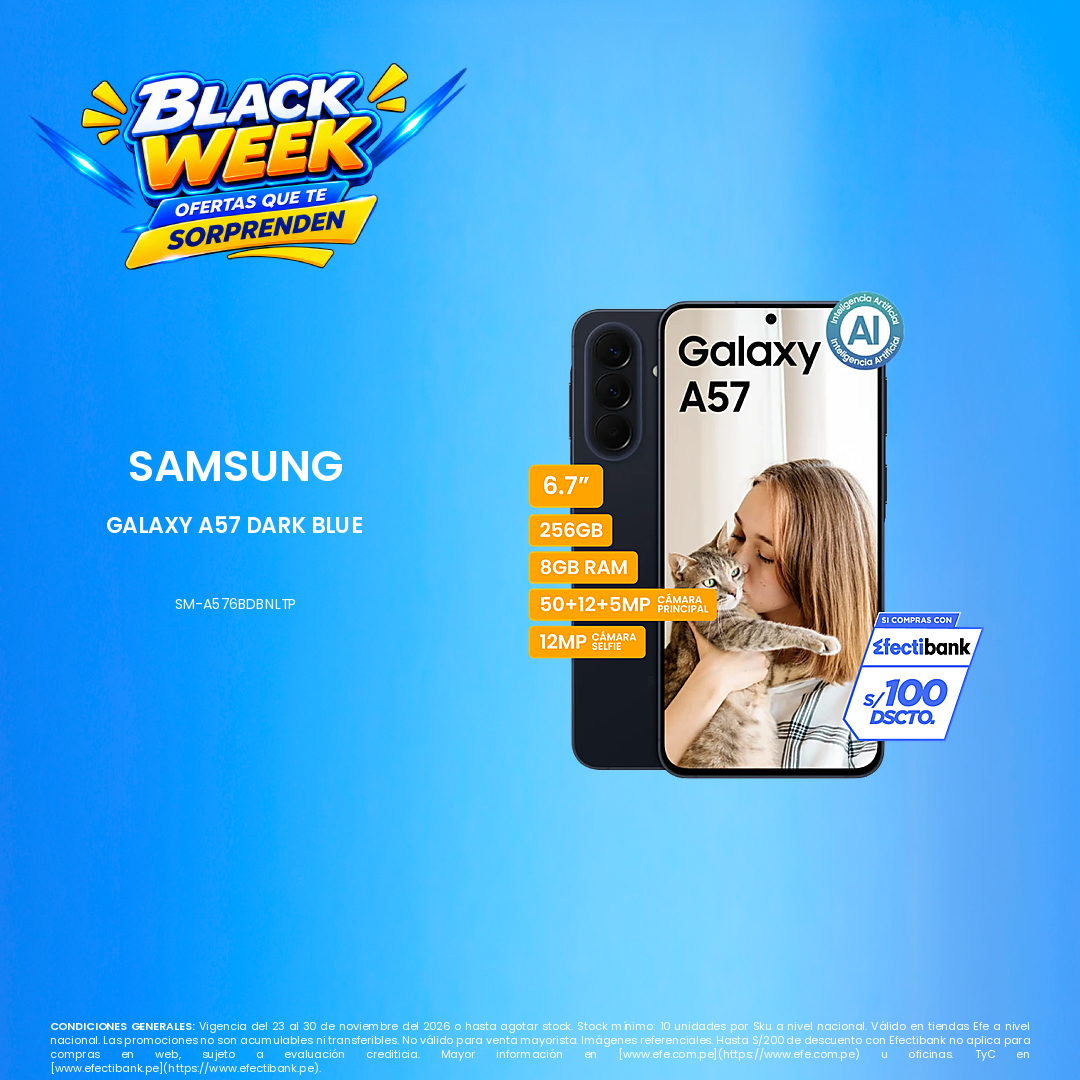 BLACK
WEEK
OFERTAS QUE TE
SORPRENDEN
SAMSUNG
GALAXY A57 DARK BLUE
SM-A576BDBNLTP
Galaxy
A57
Inteligencia Artificial
AI
Inteligencia Artificial
6.7”
256GB
8GB RAM
50+12+5MP CÁMARA
PRINCIPAL
12MP CÁMARA
SELFIE
SI COMPRAS CON
Efectibank
S/100
DSCTO.
CONDICIONES GENERALES: Vigencia del 23 al 30 de noviembre del 2026 o hasta agotar stock. Stock mínimo: 10 unidades por Sku a nivel nacional. Válido en tiendas Efe a nivel
nacional. Las promociones no son acumulables ni transferibles. No válido para venta mayorista. Imágenes referenciales. Hasta S/200 de descuento con Efectibank no aplica para
compras en web, sujeto a evaluación crediticia. Mayor información en [www.efe.com.pe](https://www.efe.com.pe) u oficinas. TyC en
[www.efectibank.pe](https://www.efectibank.pe).